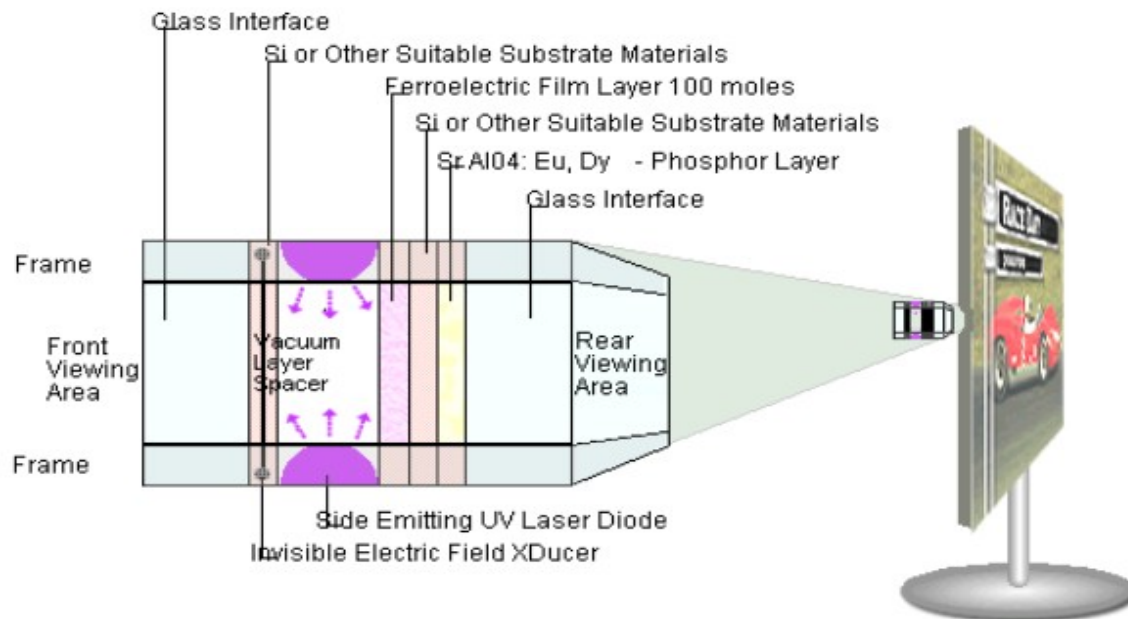 Glass Interface
Si or Other Suitable Substrate Materials
Ferroelectric Film Layer 100 moles
Si or Other Suitable Substrate Materials
Sr Al04: Eu, Dy - Phosphor Layer
Glass Interface
Frame
Front
Viewing
Area
Vacuum
Layer
Spacer
Rear
Viewing
Area
Frame
Side Emitting UV Laser Diode
Invisible Electric Field XDucer
RACE DAY